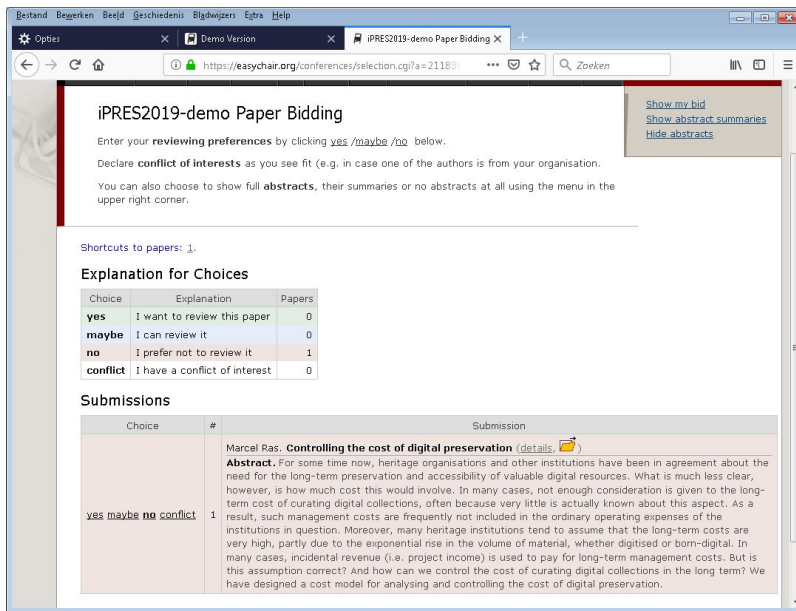 Bestand Bewerken Beeld Geschiedenis Bladwijzers Extra Help
Opties
Demo Version
iPRES2019-demo Paper Bidding
https://easychair.org/conferences/selection.cgi?a=21183
Zoeken
iPRES2019-demo Paper Bidding
Enter your reviewing preferences by clicking yes /maybe /no below.
Declare conflict of interests as you see fit (e.g. in case one of the authors is from your organisation.
You can also choose to show full abstracts, their summaries or no abstracts at all using the menu in the
upper right corner.
Show my bid
Show abstract summaries
Hide abstracts
Shortcuts to papers: 1.
Explanation for Choices
Choice Explanation Papers
yes I want to review this paper 0
maybe I can review it 0
no I prefer not to review it 1
conflict I have a conflict of interest 0
Submissions
Choice # Submission
yes maybe no conflict 1
Marcel Ras. Controlling the cost of digital preservation (details, )
Abstract. For some time now, heritage organisations and other institutions have been in agreement about the
need for the long-term preservation and accessibility of valuable digital resources. What is much less clear,
however, is how much cost this would involve. In many cases, not enough consideration is given to the long-
term cost of curating digital collections, often because very little is actually known about this aspect. As a
result, such management costs are frequently not included in the ordinary operating expenses of the
institutions in question. Moreover, many heritage institutions tend to assume that the long-term costs are
very high, partly due to the exponential rise in the volume of material, whether digitised or born-digital. In
many cases, incidental revenue (i.e. project income) is used to pay for long-term management costs. But is
this assumption correct? And how can we control the cost of curating digital collections in the long term? We
have designed a cost model for analysing and controlling the cost of digital preservation.